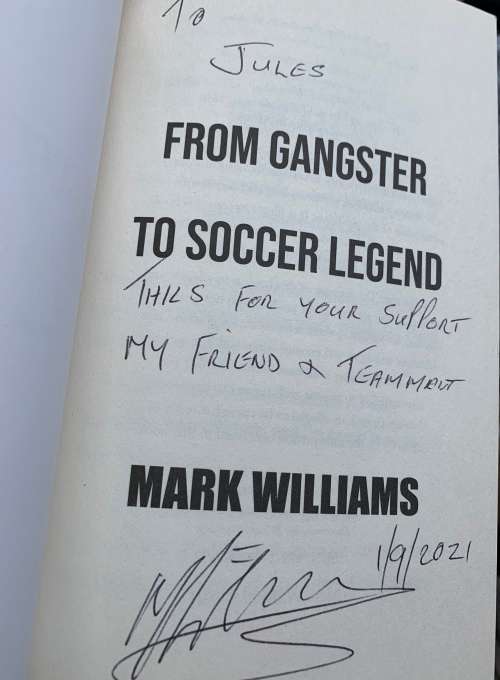 To
JULES
FROM GANGSTER
TO SOCCER LEGEND
THKS FOR YOUR SUPPORT
MY FRIEND & TEAMMATE
MARK WILLIAMS
1/9/2021